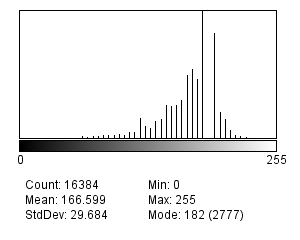 0 255
Count: 16384 Min: 0
Mean: 166.599 Max: 255
StdDev: 29.684 Mode: 182 (2777)